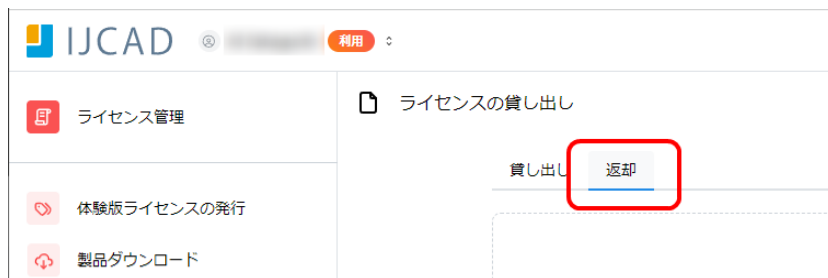 IJCAD 利用
ライセンス管理
ライセンスの貸し出し
貸し出し 返却
体験版ライセンスの発行
製品ダウンロード